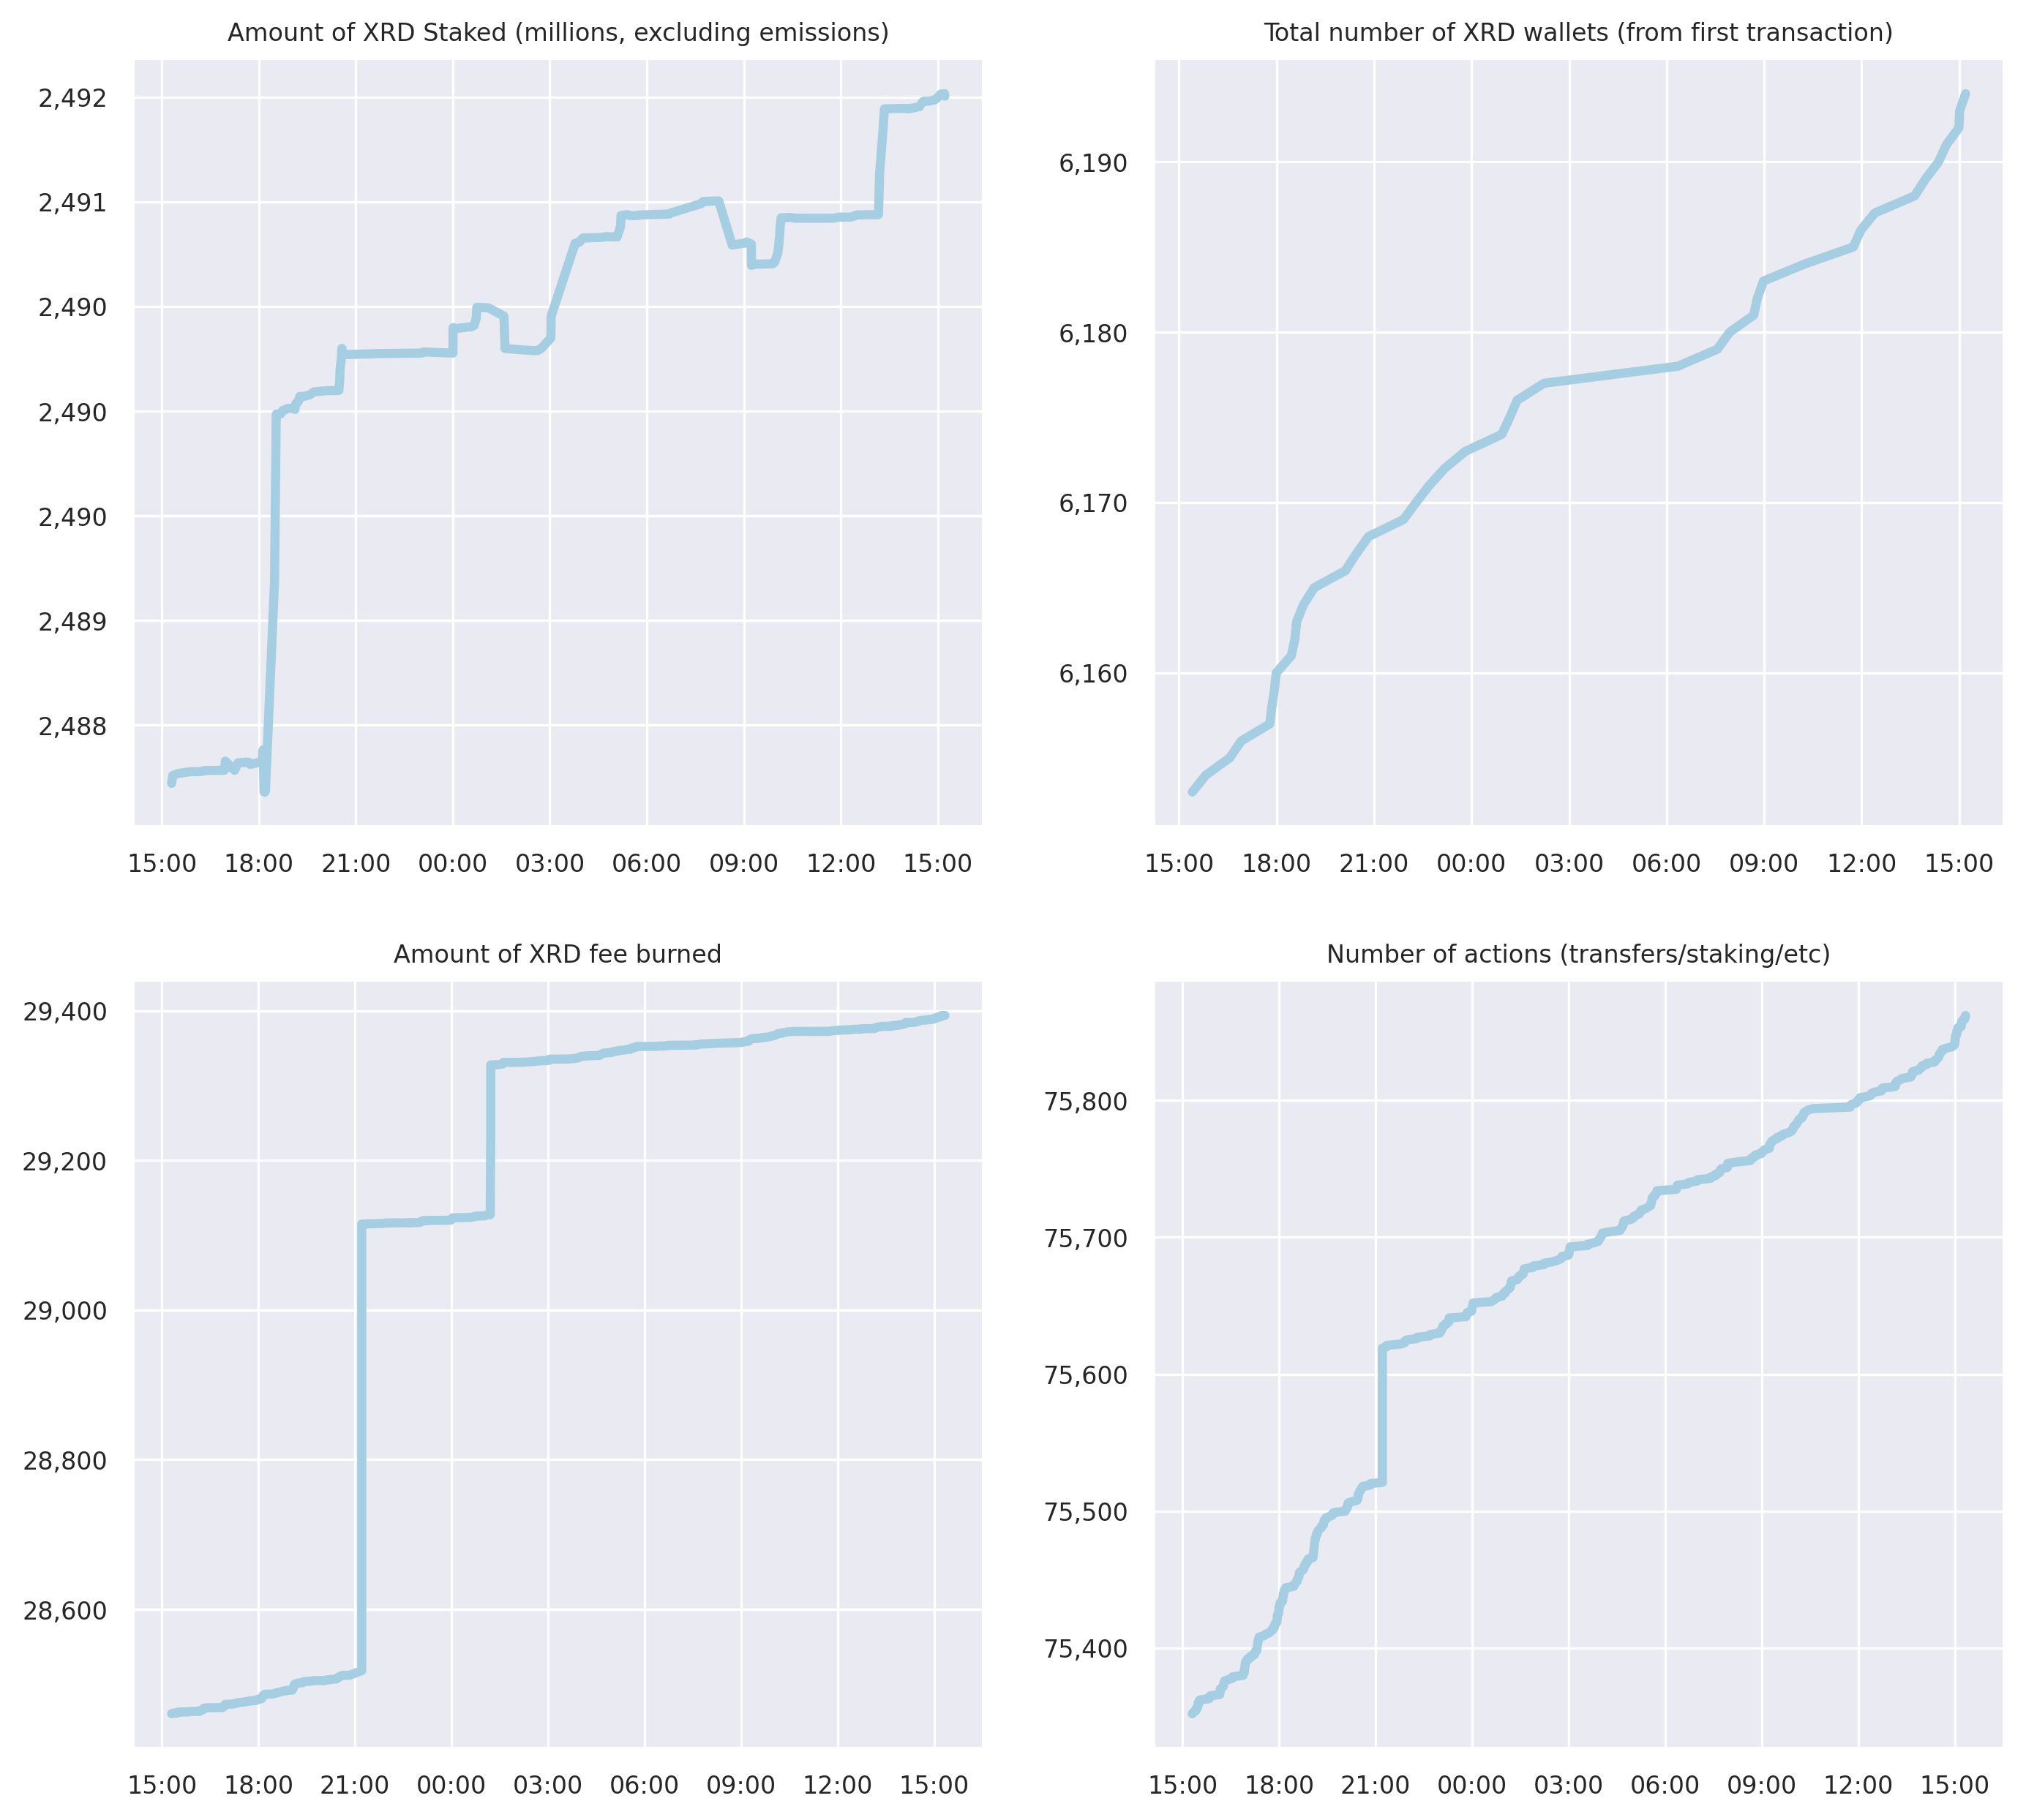 Amount of XRD Staked (millions, excluding emissions)
2,492
2,491
2,490
2,490
2,490
2,489
2,488
15:00 18:00 21:00 00:00 03:00 06:00 09:00 12:00 15:00
Total number of XRD wallets (from first transaction)
6,190
6,180
6,170
6,160
15:00 18:00 21:00 00:00 03:00 06:00 09:00 12:00 15:00
Amount of XRD fee burned
29,400
29,200
29,000
28,800
28,600
15:00 18:00 21:00 00:00 03:00 06:00 09:00 12:00 15:00
Number of actions (transfers/staking/etc)
75,800
75,700
75,600
75,500
75,400
15:00 18:00 21:00 00:00 03:00 06:00 09:00 12:00 15:00